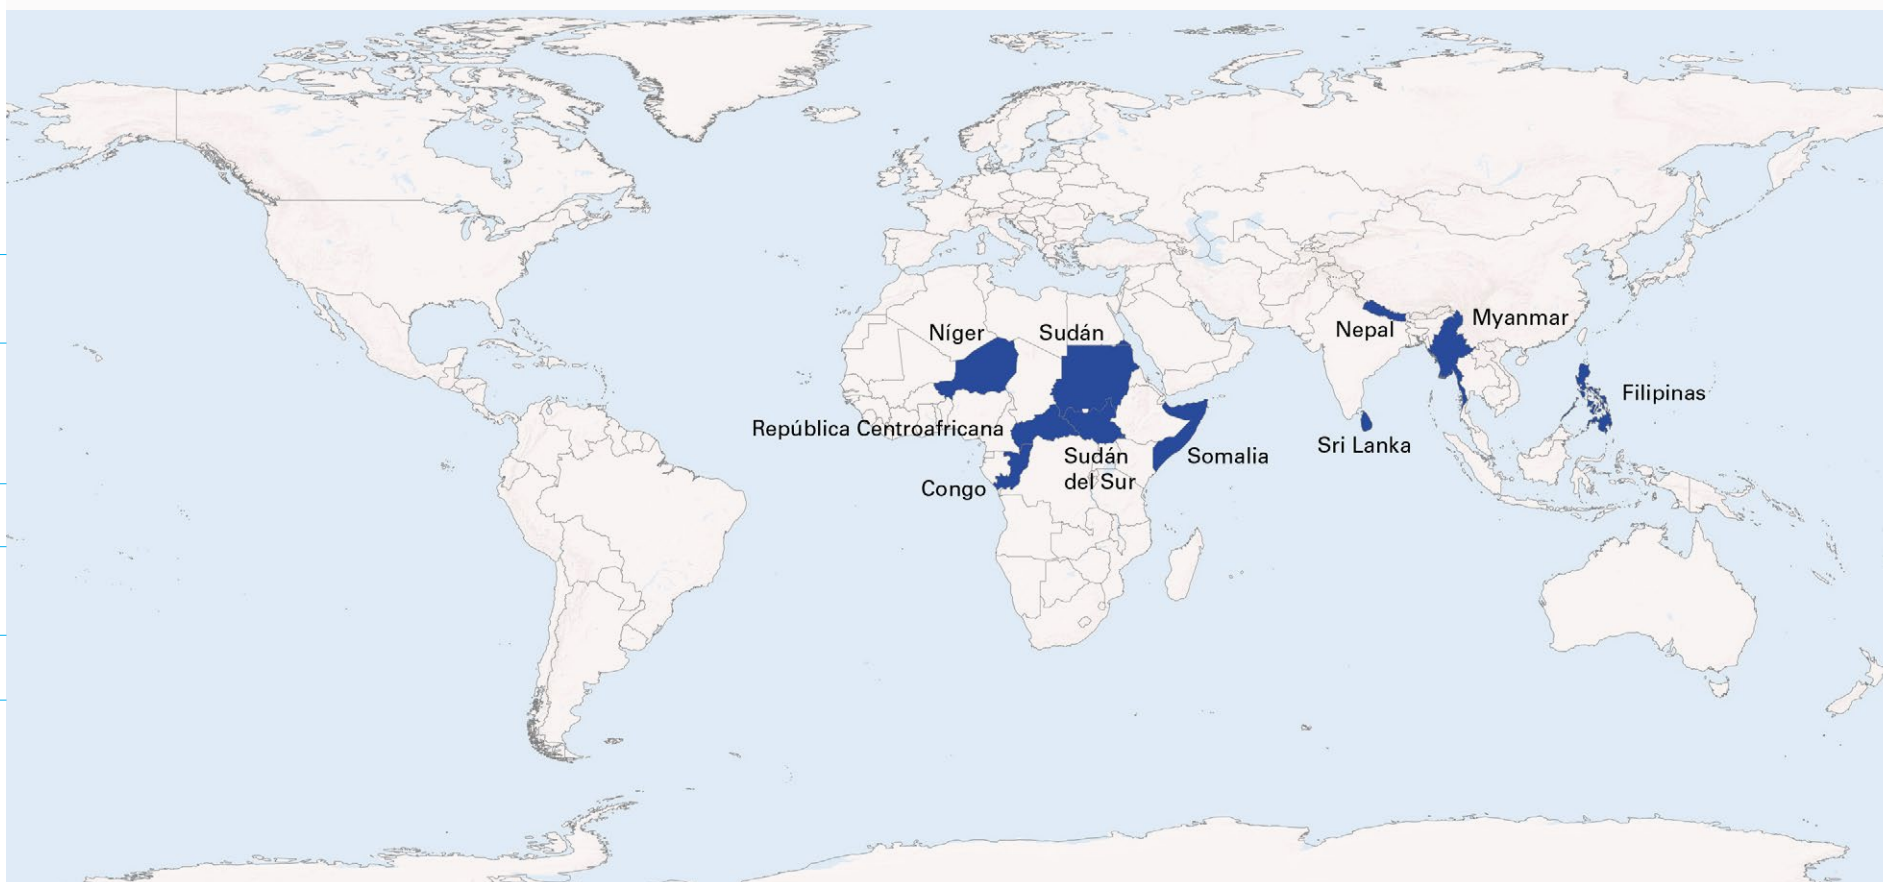 Níger
Sudán
Nepal
Myanmar
Filipinas
República Centroafricana
Sri Lanka
Sudán
del Sur
Somalia
Congo